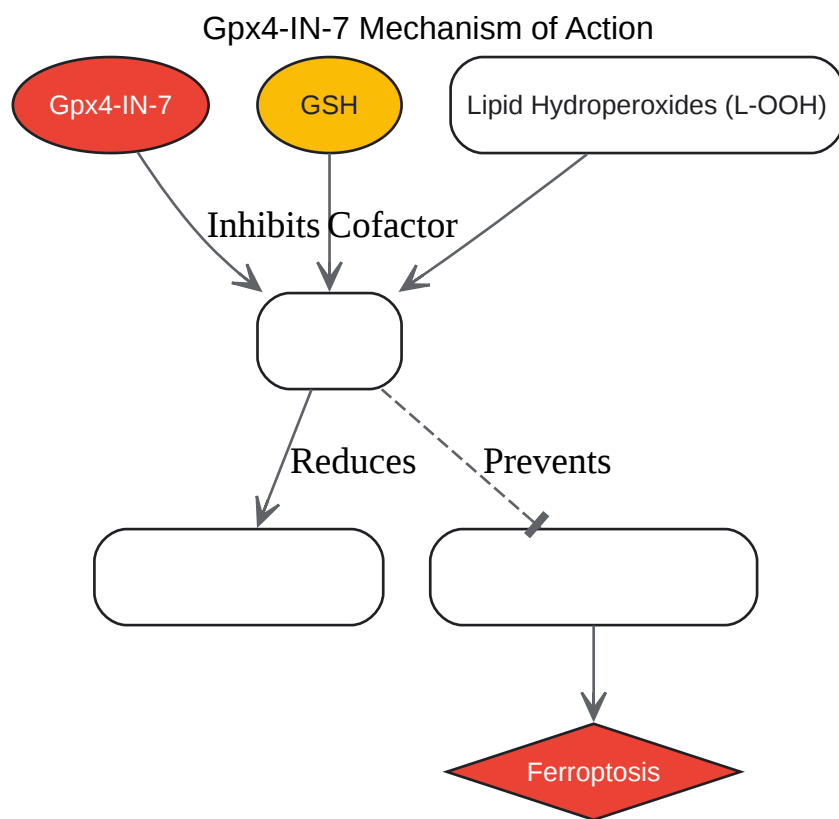 Gpx4-IN-7 Mechanism of Action
Gpx4-IN-7
GSH
Lipid Hydroperoxides (L-OOH)
Inhibits
Cofactor
Reduces
Prevents
Ferroptosis